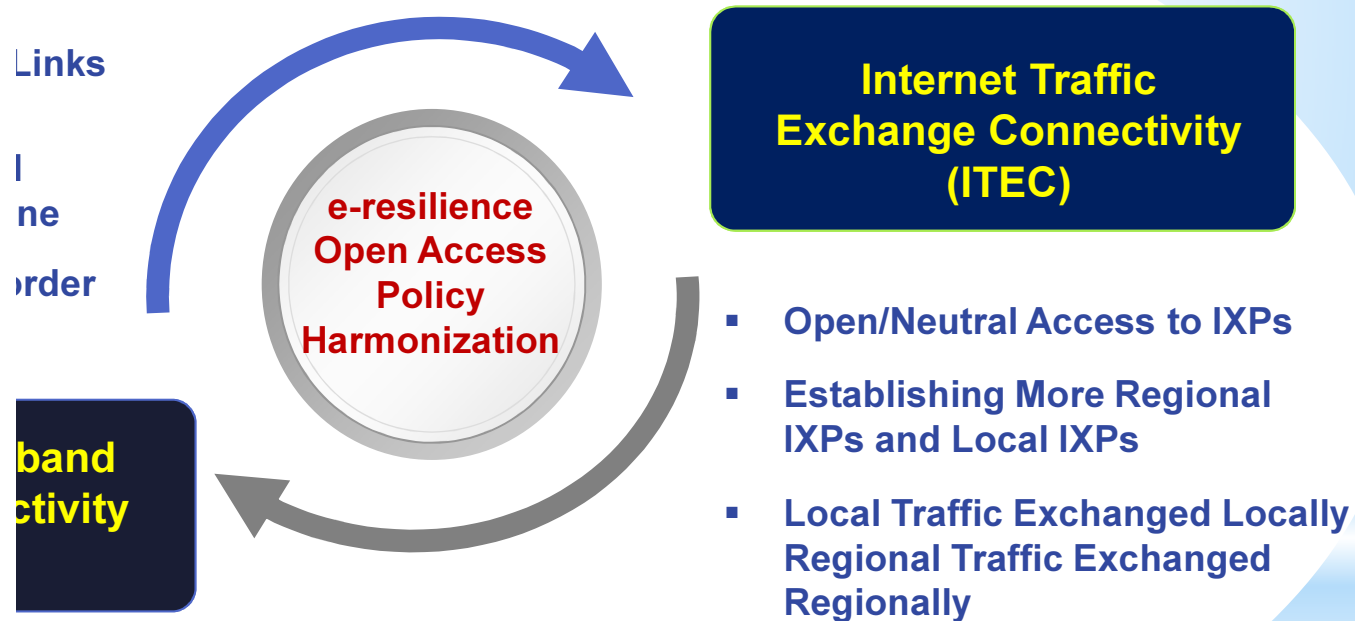 Links
ne
band
ctivity
e-resilience
Open Access
Policy
Harmonization
Internet Traffic
Exchange Connectivity
(ITEC)
▪ Open/Neutral Access to IXPs
▪ Establishing More Regional
IXPs and Local IXPs
▪ Local Traffic Exchanged Locally
Regional Traffic Exchanged
Regionally